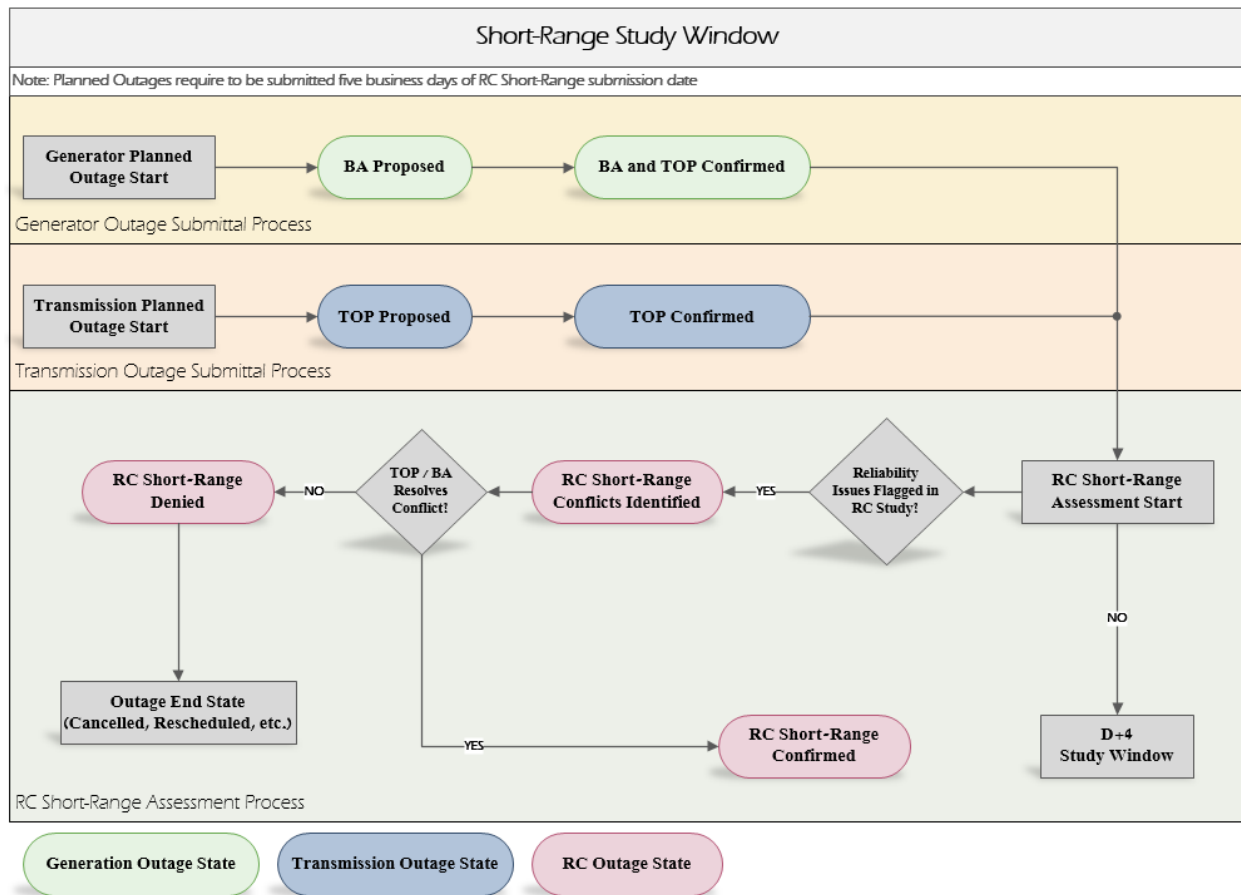 Short-Range Study Window
Note: Planned Outages require to be submitted five business days of RC Short-Range submission date
Generator Planned
Outage Start
BA Proposed
BA and TOP Confirmed
Generator Outage Submittal Process
Transmission Planned
Outage Start
TOP Proposed
TOP Confirmed
Transmission Outage Submittal Process
RC Short-Range
Denied
NO
TOP / BA
Resolves
Conflict?
RC Short-Range
Conflicts Identified
YES
Reliability
Issues Flagged in
RC Study?
RC Short-Range
Assessment Start
NO
Outage End State
(Cancelled, Rescheduled, etc.)
YES
RC Short-Range
Confirmed
D+4
Study Window
RC Short-Range Assessment Process
Generation Outage State
Transmission Outage State
RC Outage State